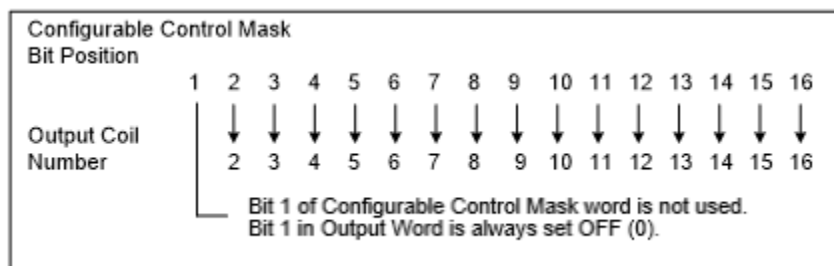 Configurable Control Mask
Bit Position
1 2 3 4 5 6 7 8 9 10 11 12 13 14 15 16
Output Coil
Number 2 3 4 5 6 7 8 9 10 11 12 13 14 15 16
Bit 1 of Configurable Control Mask word is not used.
Bit 1 in Output Word is always set OFF (0).